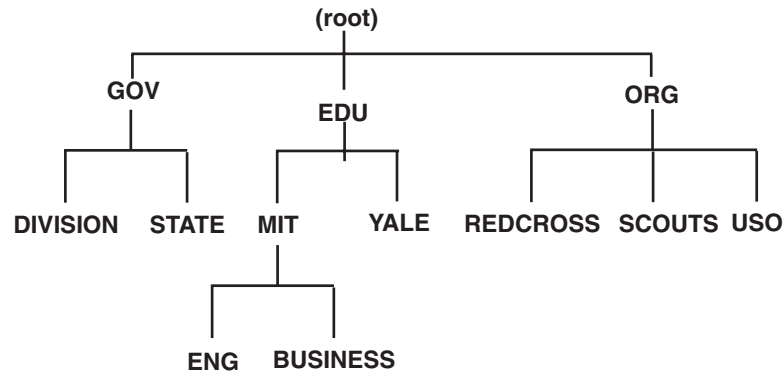 (root)
GOV
EDU
ORG
DIVISION STATE MIT YALE REDCROSS SCOUTS USO
ENG BUSINESS